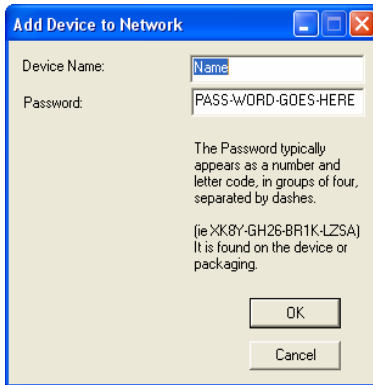 Add Device to Network
Device Name:
Name
Password:
PASS-WORD-GOES-HERE
The Password typically
appears as a number and
letter code, in groups of four,
separated by dashes.
(ie XK8Y-GH26-BR1K-LZSA)
It is found on the device or
packaging.
OK
Cancel